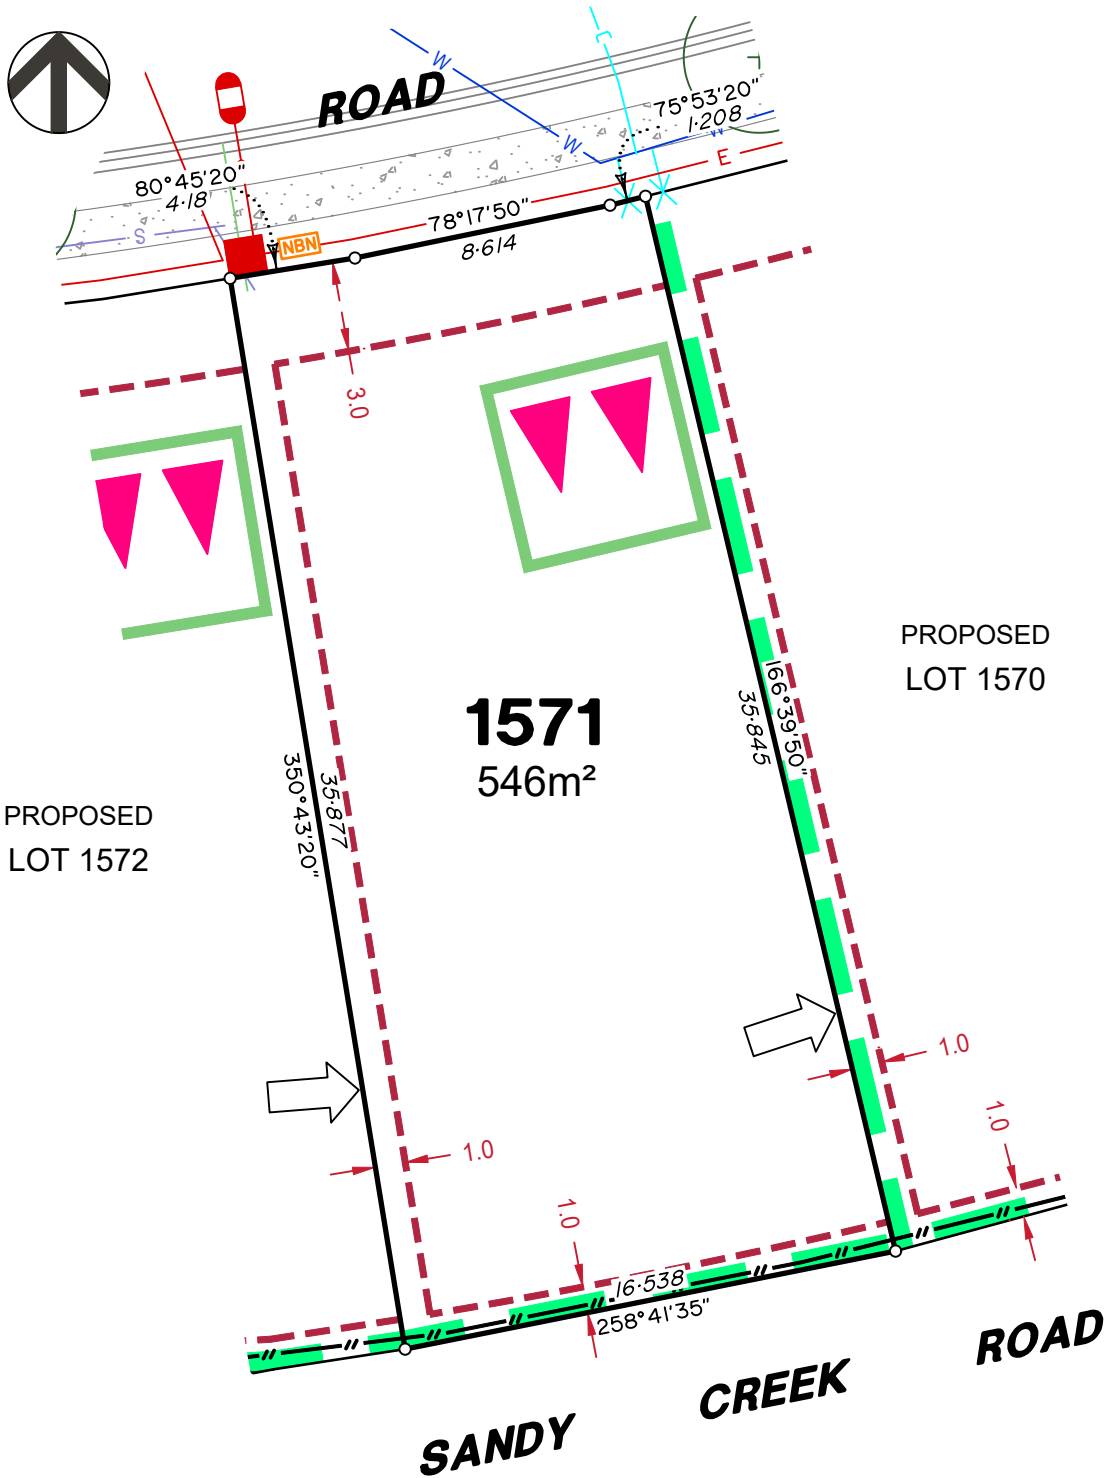 ROAD
C
W
W
W
75°53'20"
1·208
E
80°45'20"
4·18
S
NBN
78°17'50"
8·614
3.0
PROPOSED
LOT 1570
1571
546m²
166°39'50"
35·845
350°43'20"
35·877
PROPOSED
LOT 1572
1.0
1.0
1.0
1.0
16·538
258°41'35"
SANDY CREEK ROAD